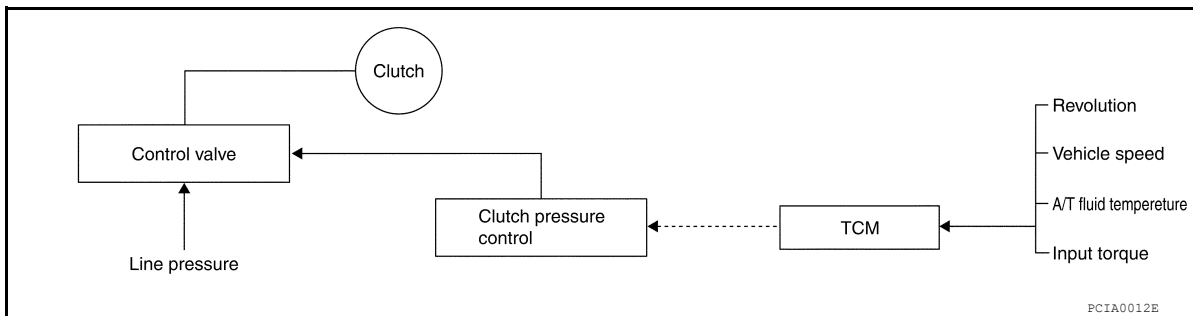 Clutch
Control valve
Line pressure
Clutch pressure
control
TCM
Revolution
Vehicle speed
A/T fluid tempereture
Input torque
PCIA0012E